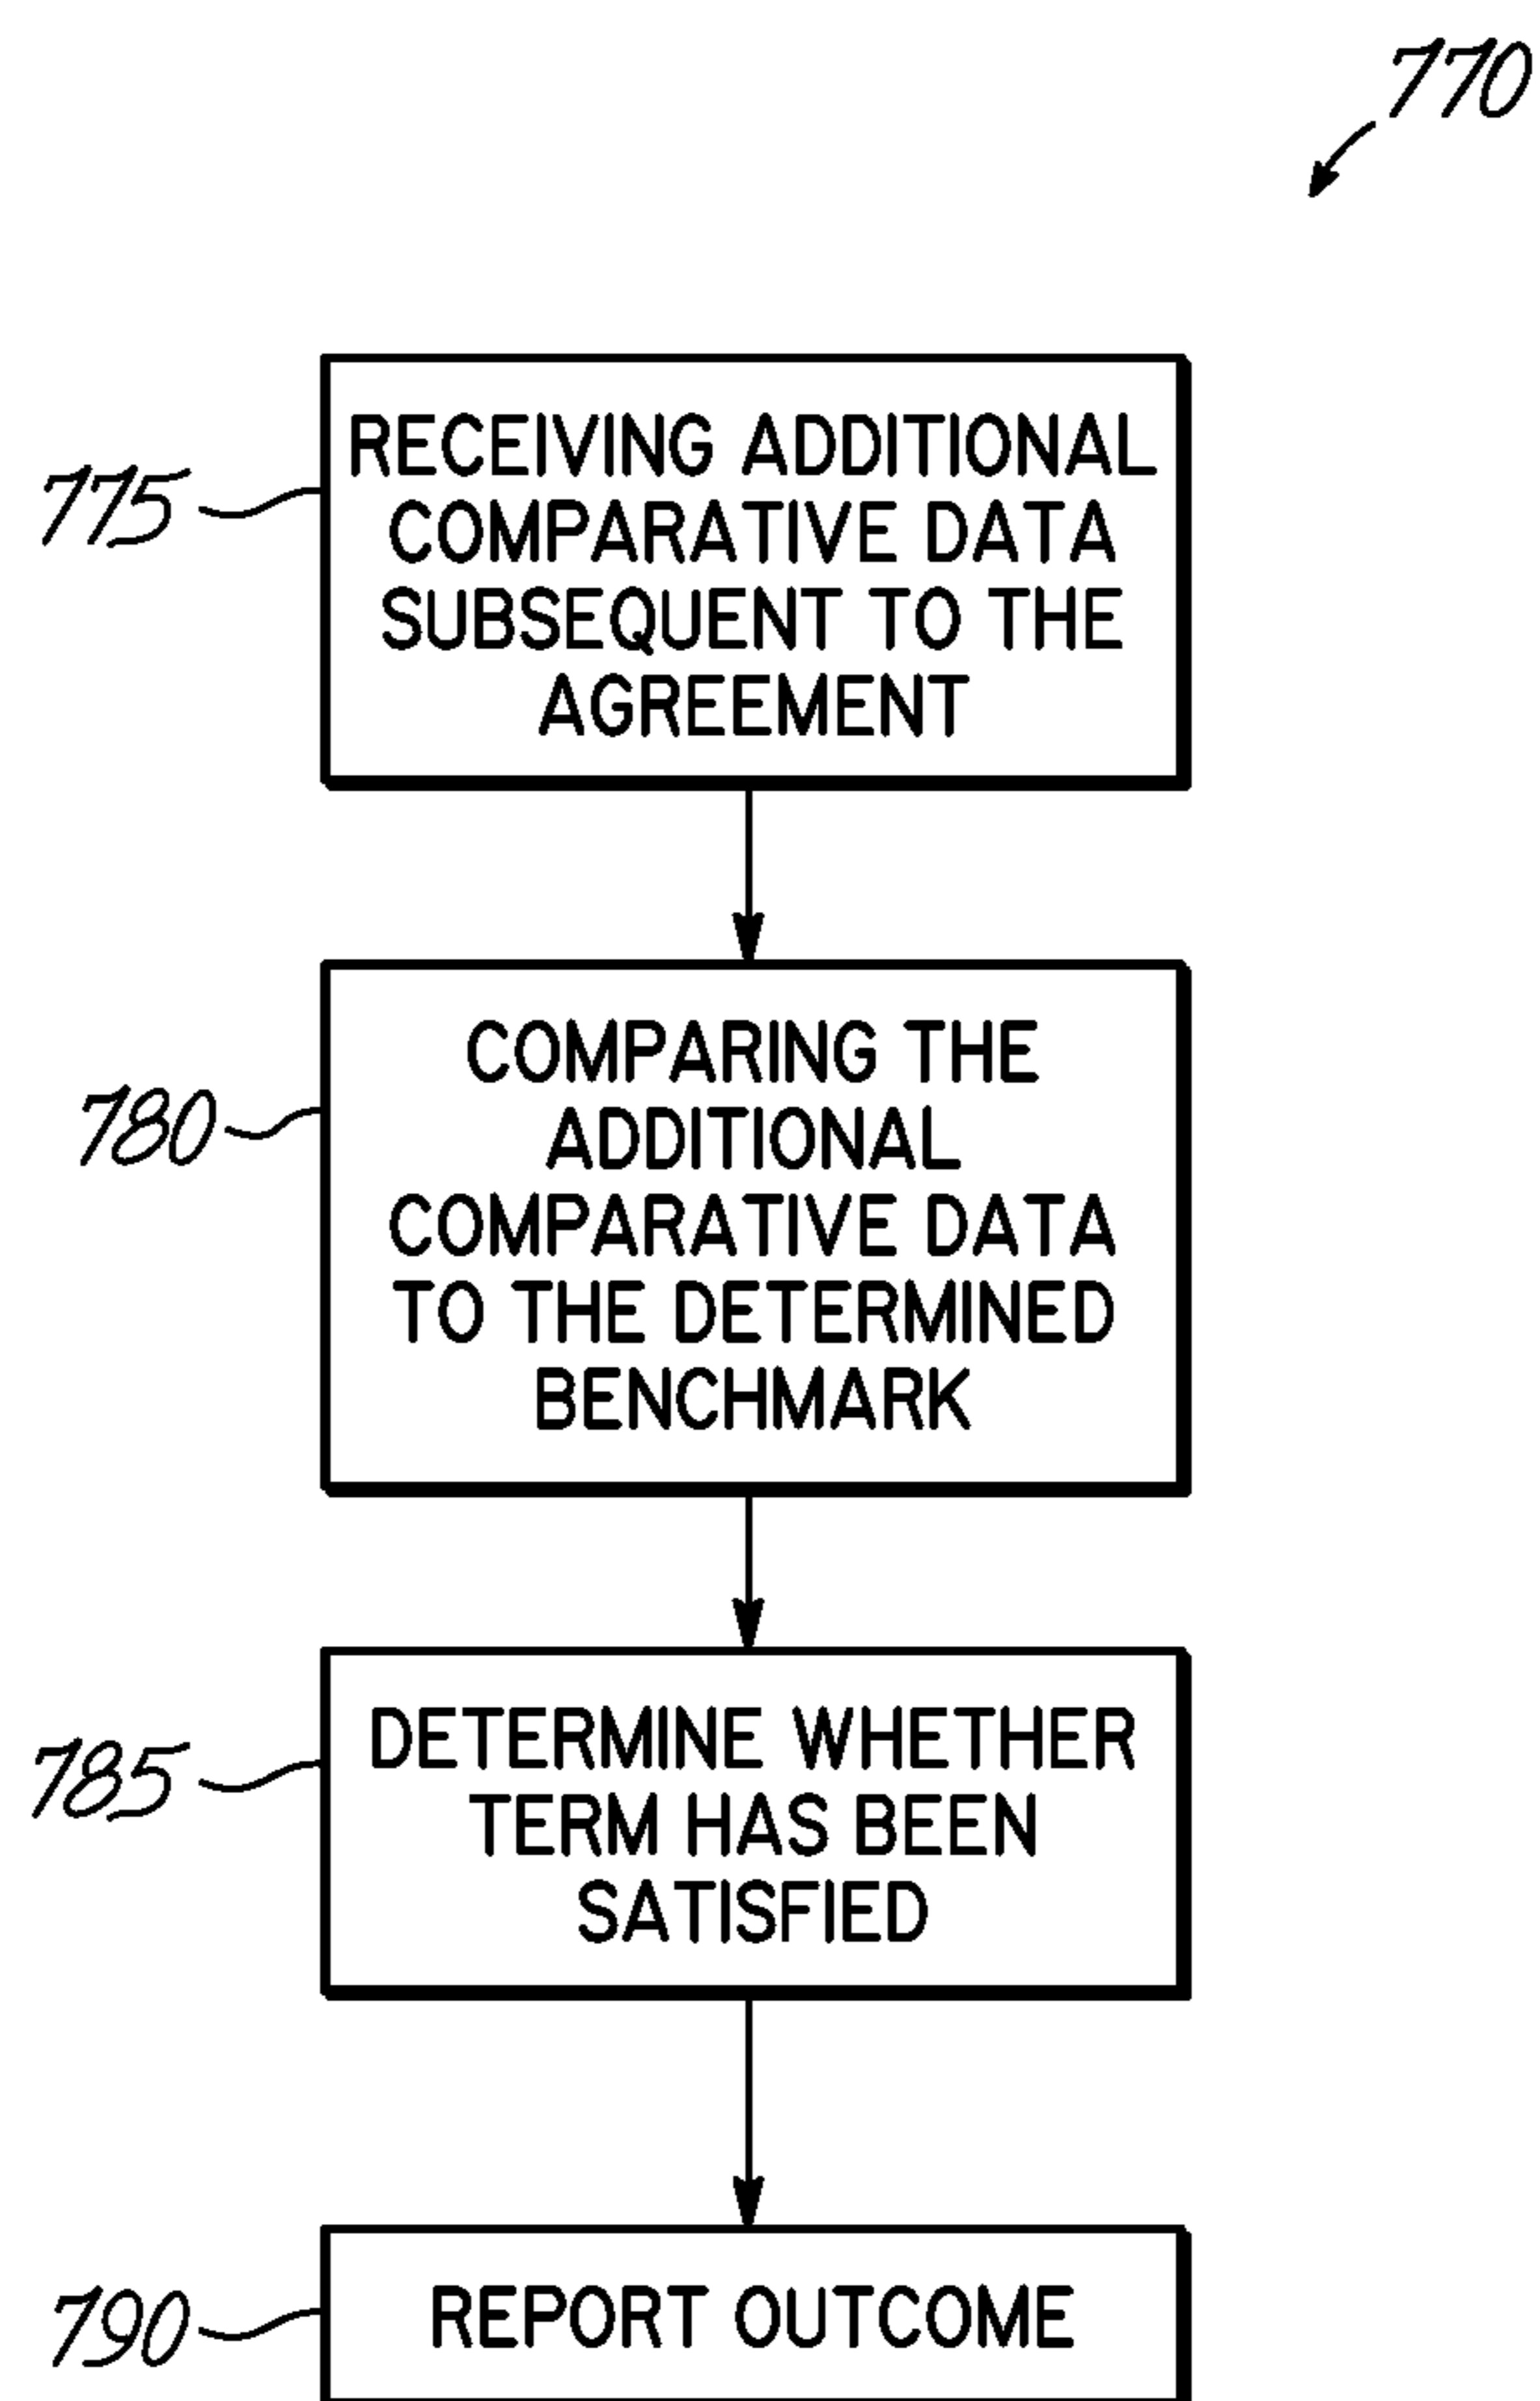 770
775
RECEIVING ADDITIONAL
COMPARATIVE DATA
SUBSEQUENT TO THE
AGREEMENT
780
COMPARING THE
ADDITIONAL
COMPARATIVE DATA
TO THE DETERMINED
BENCHMARK
785
DETERMINE WHETHER
TERM HAS BEEN
SATISFIED
790
REPORT OUTCOME